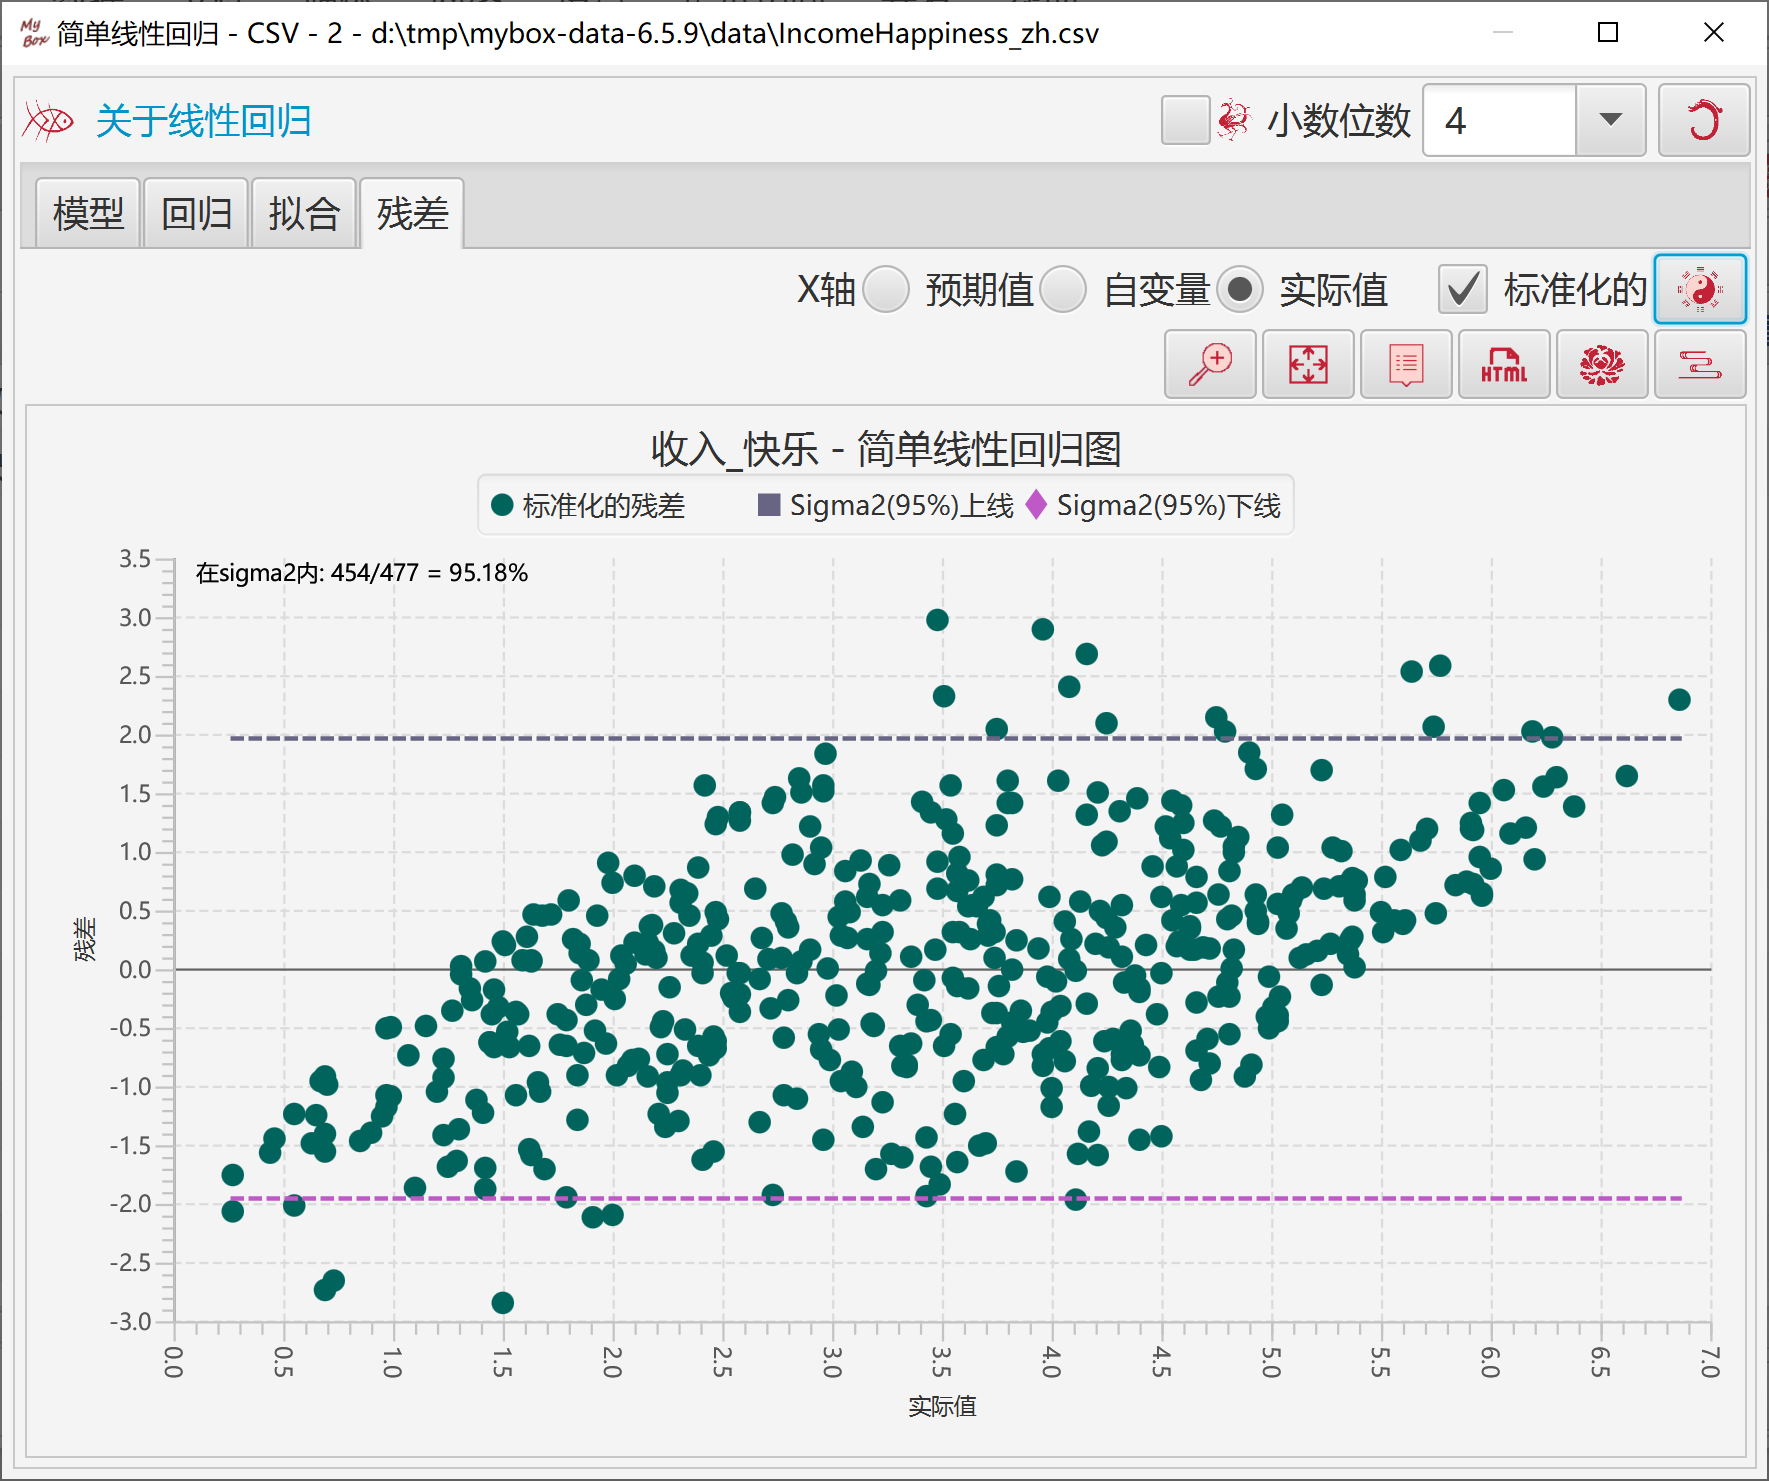 My Box 简单线性回归 - CSV - 2 - d:\tmp\mybox-data-6.5.9\data\IncomeHappiness_zh.csv
关于线性回归 小数位数 4
模型 回归 拟合 残差
X轴 预期值 自变量 实际值 标准化的
HTML
收入_快乐 - 简单线性回归图
标准化的残差 Sigma2(95%)上线 Sigma2(95%)下线
在sigma2内: 454/477 = 95.18%
3.5
3.0
2.5
2.0
1.5
1.0
0.5
0.0
-0.5
-1.0
-1.5
-2.0
-2.5
-3.0
残差
0.0 0.5 1.0 1.5 2.0 2.5 3.0 3.5 4.0 4.5 5.0 5.5 6.0 6.5 7.0
实际值